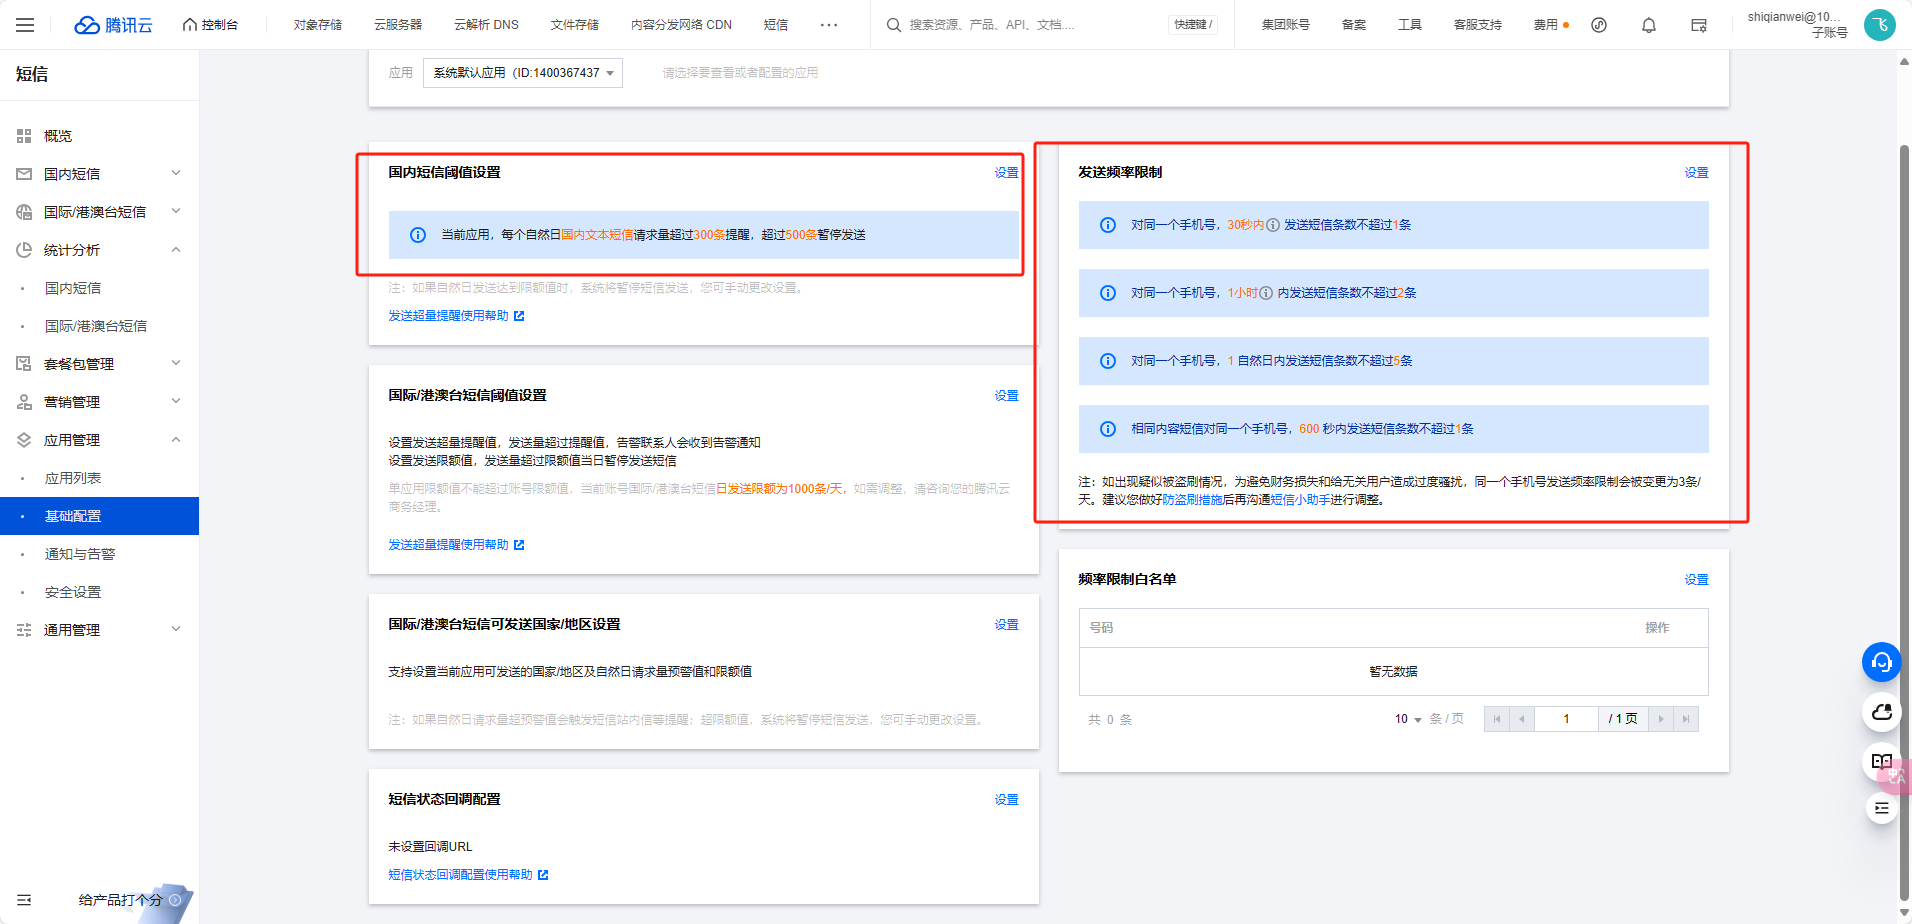 腾讯云
控制台
对象存储
云服务器
云解析 DNS
文件存储
内容分发网络 CDN
短信
搜索资源、产品、API、文档....
快捷键 /
集团账号
备案
工具
客服支持
费用
shiqianwei@10...
子账号
飞
短信
概览
国内短信
国际/港澳台短信
统计分析
国内短信
国际/港澳台短信
套餐包管理
营销管理
应用管理
应用列表
基础配置
通知与告警
安全设置
通用管理
给产品打个分
应用
系统默认应用（ID:1400367437
请选择要查看或者配置的应用
国内短信阈值设置
设置
当前应用，每个自然日国内文本短信请求量超过300条提醒，超过500条暂停发送
注：如果自然日发送达到限额值时，系统将暂停短信发送，您可手动更改设置。
发送超量提醒使用帮助
国际/港澳台短信阈值设置
设置
设置发送超量提醒值，发送量超过提醒值，告警联系人会收到告警通知
设置发送限额值，发送量超过限额值当日暂停发送短信
单应用限额值不能超过账号限额值，当前账号国际/港澳台短信日发送限额为1000条/天，如需调整，请咨询您的腾讯云
商务经理。
发送超量提醒使用帮助
国际/港澳台短信可发送国家/地区设置
设置
支持设置当前应用可发送的国家/地区及自然日请求量预警值和限额值
注：如果自然日请求量超预警值会触发短信站内信等提醒；超限额值，系统将暂停短信发送，您可手动更改设置。
短信状态回调配置
设置
未设置回调URL
短信状态回调配置使用帮助
发送频率限制
设置
对同一个手机号，30秒内 发送短信条数不超过1条
对同一个手机号，1小时 内发送短信条数不超过2条
对同一个手机号，1 自然日内发送短信条数不超过5条
相同内容短信对同一个手机号，600 秒内发送短信条数不超过1条
注：如出现疑似被盗刷情况，为避免财务损失和给无关用户造成过度骚扰，同一个手机号发送频率限制会被变更为3条/
天。建议您做好防盗刷措施后再沟通短信小助手进行调整。
频率限制白名单
设置
号码
操作
暂无数据
共 0 条
10 条 / 页
1
/ 1 页